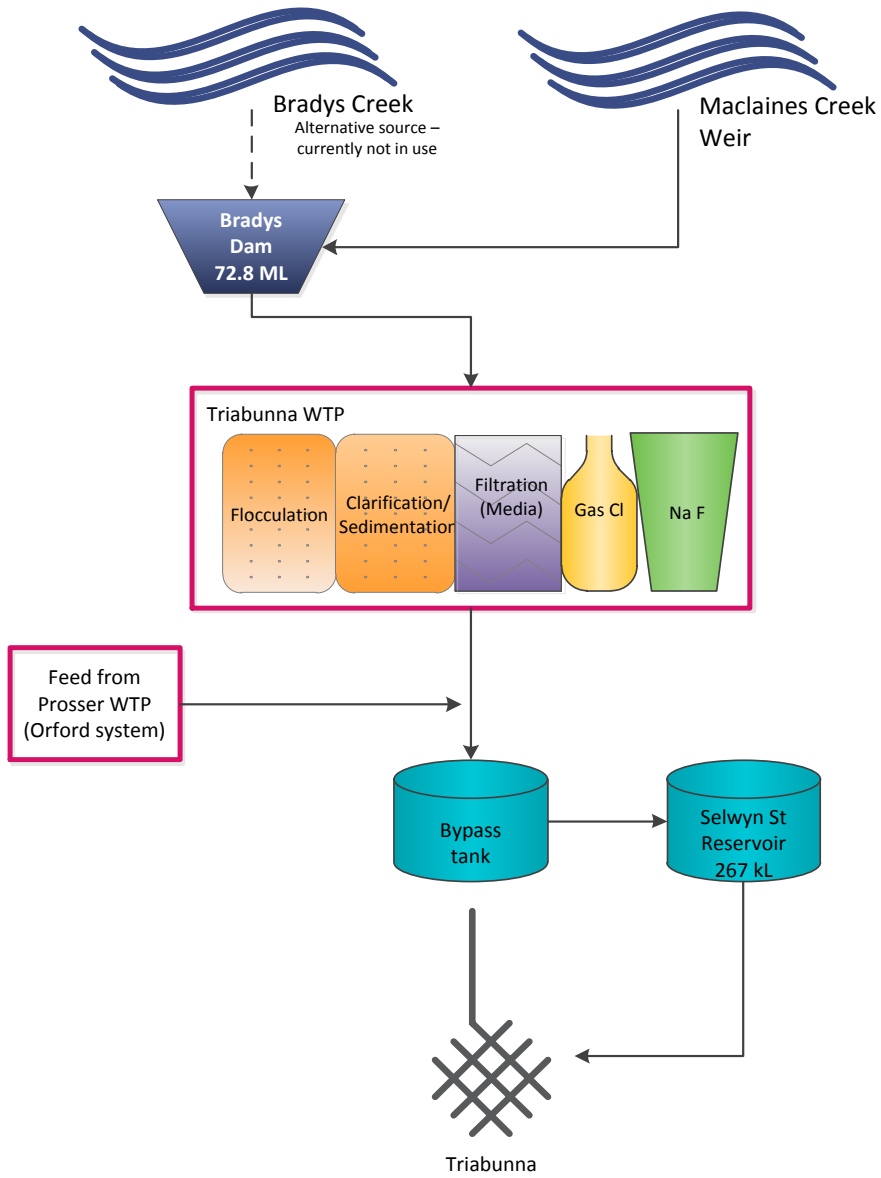 Bradys Creek
Alternative source –
currently not in use
Maclaines Creek
Weir
Bradys
Dam
72.8 ML
Triabunna WTP
Flocculation
Clarification/
Sedimentation
Filtration
(Media)
Gas Cl
Na F
Feed from
Prosser WTP
(Orford system)
Bypass
tank
Selwyn St
Reservoir
267 kL
Triabunna